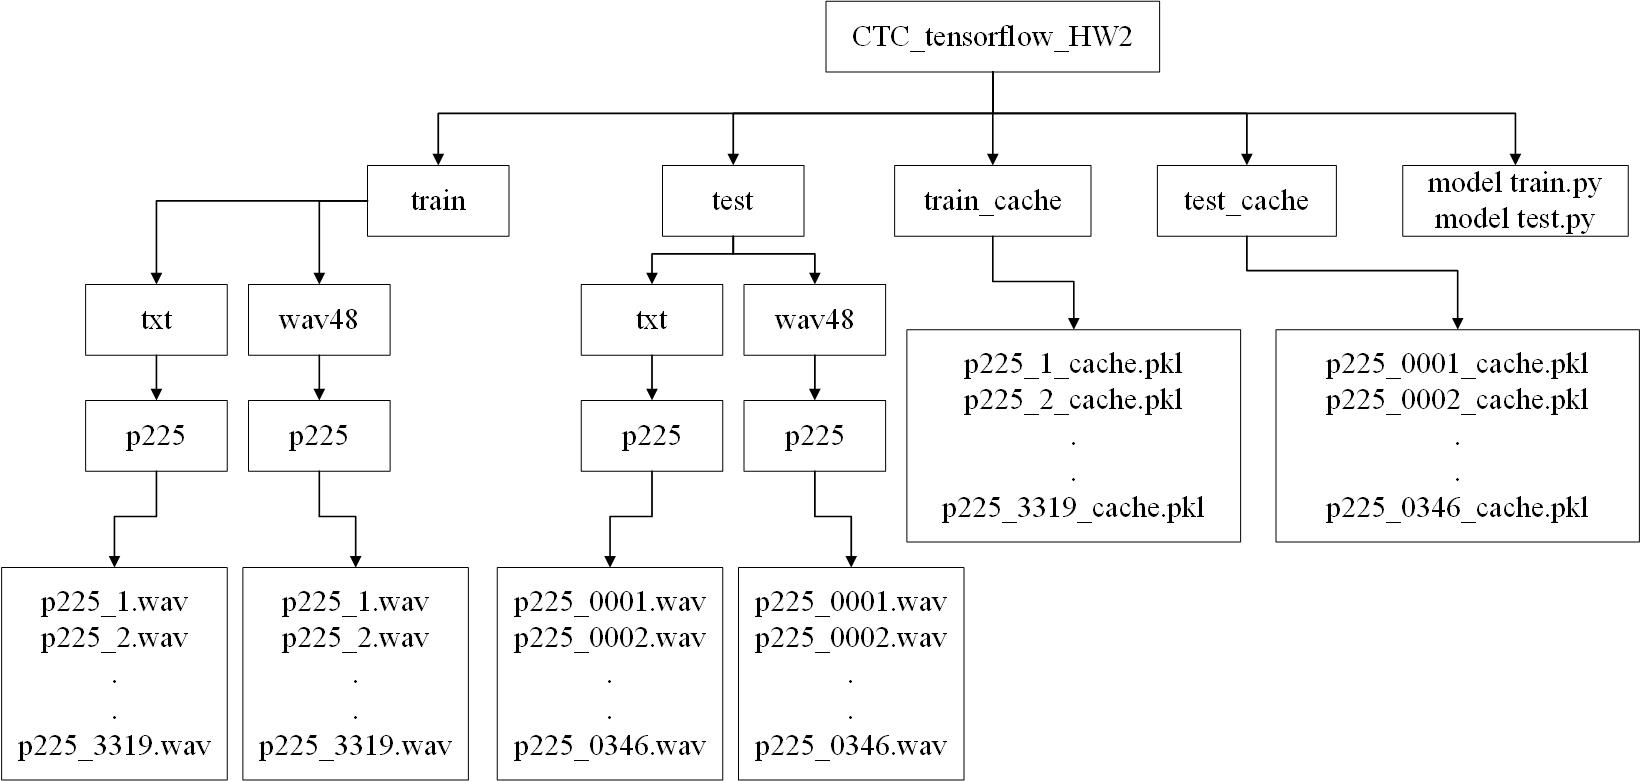 CTC_tensorflow_HW2
train
test
train_cache
test_cache
model train.py
model test.py
txt
wav48
txt
wav48
p225
p225
p225
p225
p225_1_cache.pkl
p225_2_cache.pkl
.
.
p225_3319_cache.pkl
p225_0001_cache.pkl
p225_0002_cache.pkl
.
.
p225_0346_cache.pkl
p225_1.wav
p225_2.wav
.
.
p225_3319.wav
p225_1.wav
p225_2.wav
.
.
p225_3319.wav
p225_0001.wav
p225_0002.wav
.
.
p225_0346.wav
p225_0001.wav
p225_0002.wav
.
.
p225_0346.wav